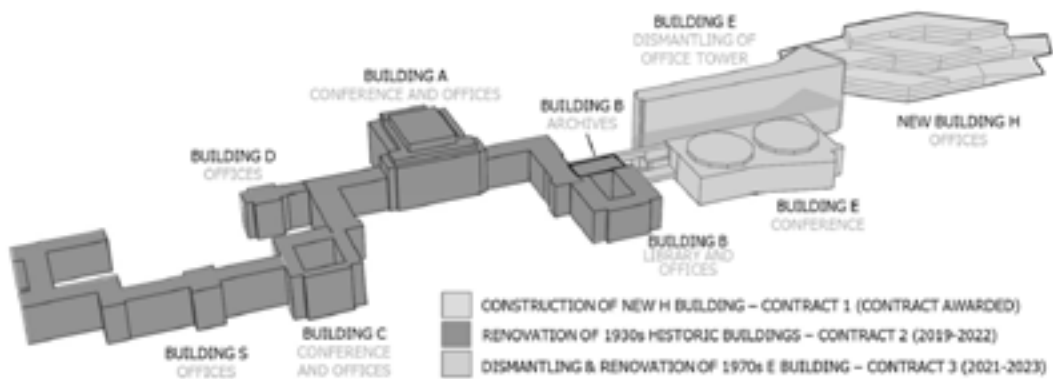 BUILDING E
DISMANTLING OF
OFFICE TOWER
BUILDING A
CONFERENCE AND OFFICES
BUILDING B
ARCHIVES
NEW BUILDING H
OFFICES
BUILDING D
OFFICES
BUILDING E
CONFERENCE
BUILDING B
LIBRARY AND
OFFICES
BUILDING C
CONFERENCE
AND OFFICES
BUILDING S
OFFICES
CONSTRUCTION OF NEW H BUILDING – CONTRACT 1 (CONTRACT AWARDED)
RENOVATION OF 1930s HISTORIC BUILDINGS – CONTRACT 2 (2019-2022)
DISMANTLING & RENOVATION OF 1970s E BUILDING – CONTRACT 3 (2021-2023)